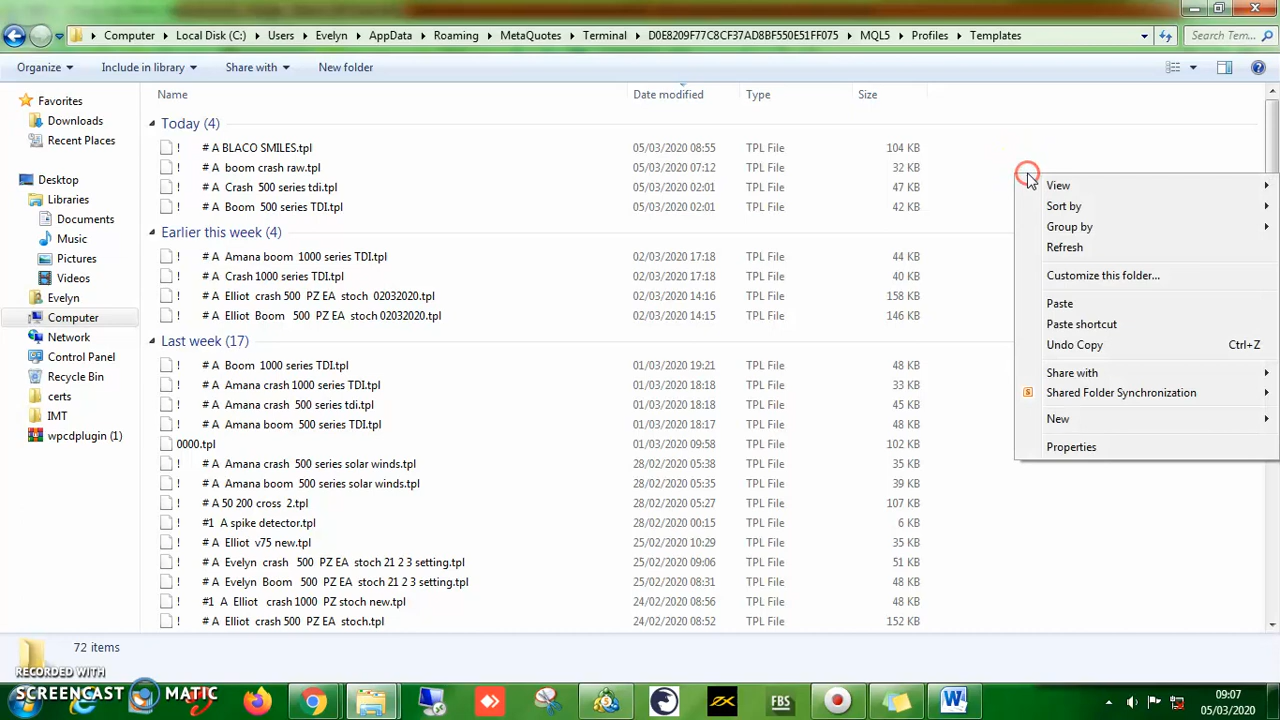 Computer Local Disk (C:) Users Evelyn AppData Roaming MetaQuotes Terminal D0E8209F77C8CF37AD8BF550E51FF075 MQL5 Profiles Templates Search Tem...
Organize Include in library Share with New folder
Name Date modified Type Size
Favorites
Downloads
Recent Places
Desktop
Libraries
Documents
Music
Pictures
Videos
Evelyn
Computer
Network
Control Panel
Recycle Bin
certs
IMT
wpcdplugin (1)
Today (4)
! # A BLACO SMILES.tpl 05/03/2020 08:55 TPL File 104 KB
! # A boom crash raw.tpl 05/03/2020 07:12 TPL File 32 KB
! # A Crash 500 series tdi.tpl 05/03/2020 02:01 TPL File 47 KB
! # A Boom 500 series TDI.tpl 05/03/2020 02:01 TPL File 42 KB
Earlier this week (4)
! # A Amana boom 1000 series TDI.tpl 02/03/2020 17:18 TPL File 44 KB
! # A Crash 1000 series TDI.tpl 02/03/2020 17:18 TPL File 40 KB
! # A Elliot crash 500 PZ EA stoch 02032020.tpl 02/03/2020 14:16 TPL File 158 KB
! # A Elliot Boom 500 PZ EA stoch 02032020.tpl 02/03/2020 14:15 TPL File 146 KB
Last week (17)
! # A Boom 1000 series TDI.tpl 01/03/2020 19:21 TPL File 48 KB
! # A Amana crash 1000 series TDI.tpl 01/03/2020 18:18 TPL File 33 KB
! # A Amana crash 500 series tdi.tpl 01/03/2020 18:18 TPL File 45 KB
! # A Amana boom 500 series TDI.tpl 01/03/2020 18:17 TPL File 48 KB
0000.tpl 01/03/2020 09:58 TPL File 102 KB
! # A Amana crash 500 series solar winds.tpl 28/02/2020 05:38 TPL File 35 KB
! # A Amana boom 500 series solar winds.tpl 28/02/2020 05:35 TPL File 39 KB
! # A 50 200 cross 2.tpl 28/02/2020 05:27 TPL File 107 KB
! #1 A spike detector.tpl 28/02/2020 00:15 TPL File 6 KB
! # A Elliot v75 new.tpl 25/02/2020 10:29 TPL File 35 KB
! # A Evelyn crash 500 PZ EA stoch 21 2 3 setting.tpl 25/02/2020 09:06 TPL File 51 KB
! # A Evelyn Boom 500 PZ EA stoch 21 2 3 setting.tpl 25/02/2020 08:31 TPL File 48 KB
! #1 A Elliot crash1000 PZ stoch new.tpl 24/02/2020 08:56 TPL File 35 KB
! # A Elliot crash 500 PZ EA stoch.tpl 24/02/2020 08:52 TPL File 152 KB
View
Sort by
Group by
Refresh
Customize this folder...
Paste
Paste shortcut
Undo Copy Ctrl+Z
Share with
S Shared Folder Synchronization
New
Properties
72 items
RECORDED WITH
SCREENCAST MATIC
FBS
09:07
05/03/2020